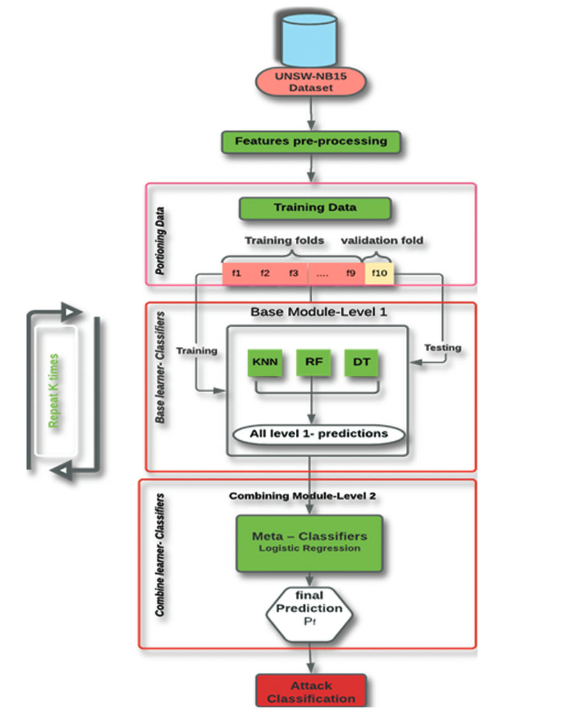 UNSW-NB15
Dataset
Features pre-processing
Portioning Data
Training Data
Training folds
validation fold
f1 f2 f3 .... f9 f10
Repeat K times
Base learner- Classifiers
Base Module-Level 1
Training
Testing
KNN RF DT
All level 1- predictions
Combine learner- Classifiers
Combining Module-Level 2
Meta – Classifiers
Logistic Regression
final
Prediction
Pf
Attack
Classification